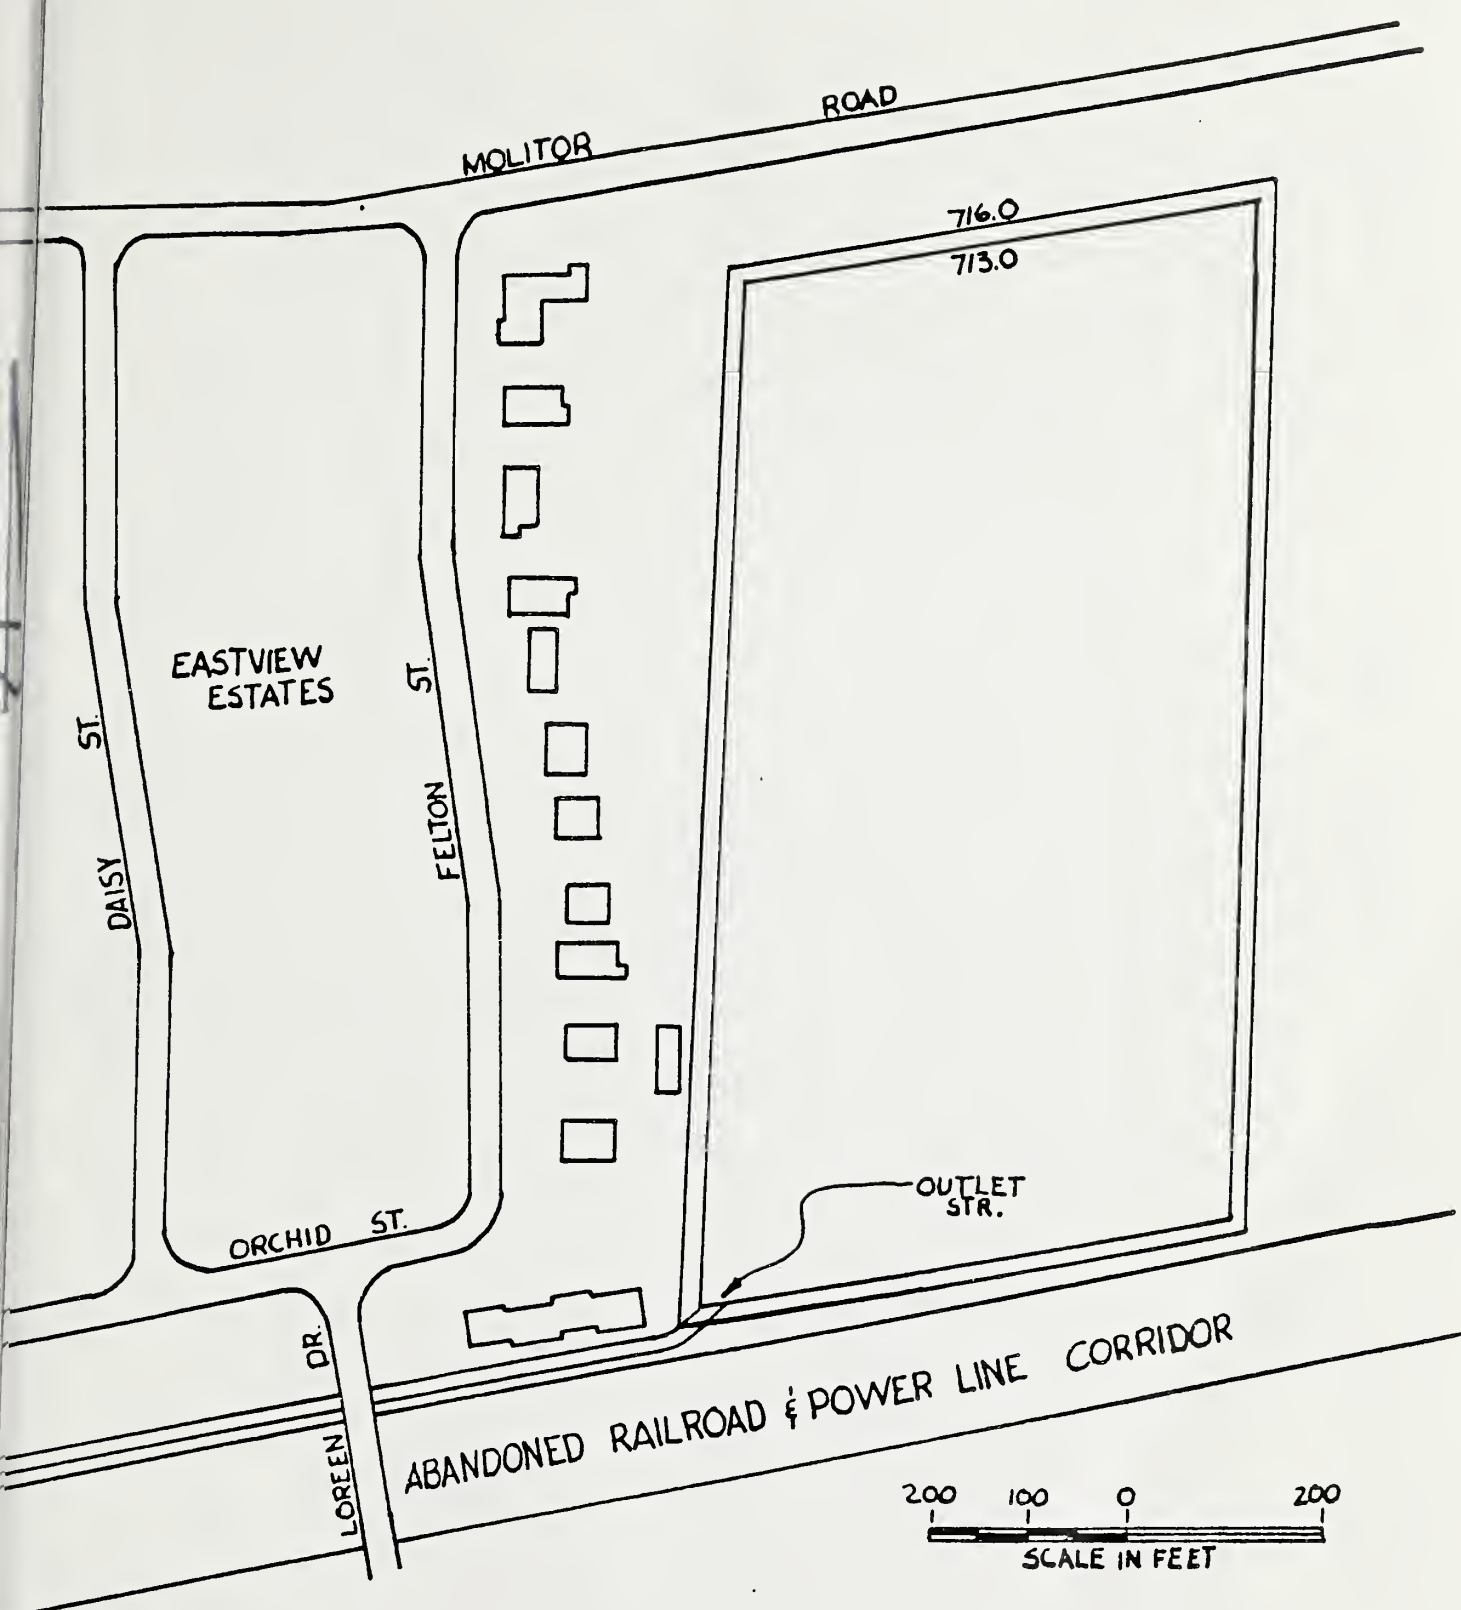 MOLITOR ROAD
716.0
713.0
EASTVIEW
ESTATES
DAISY ST.
FELTON ST.
ORCHID ST.
OUTLET
STR.
LOREEN DR.
ABANDONED RAILROAD & POWER LINE CORRIDOR
200 100 0 200
SCALE IN FEET